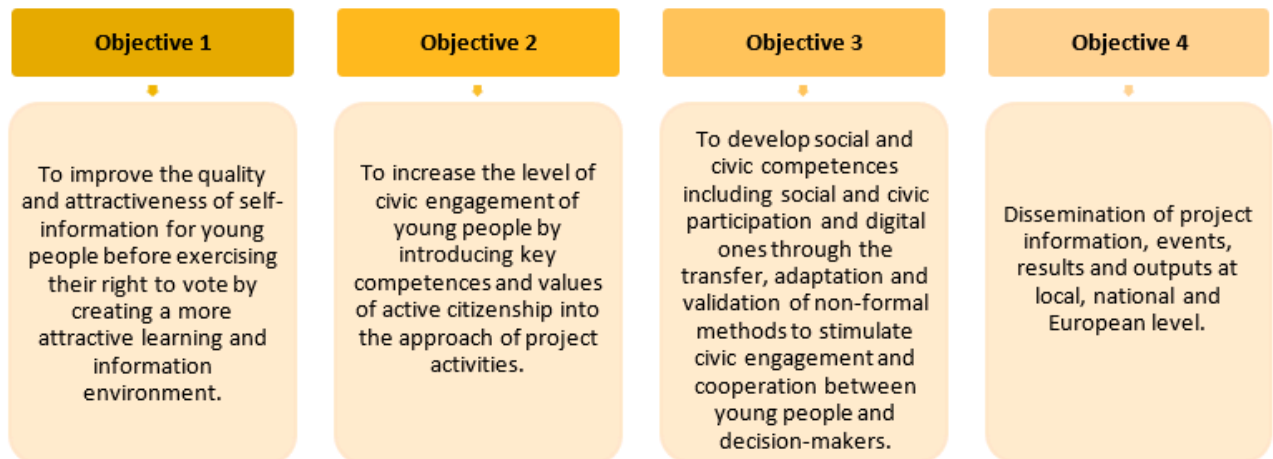 Objective 1
To improve the quality
and attractiveness of self-
information for young
people before exercising
their right to vote by
creating a more
attractive learning and
information
environment.
Objective 2
To increase the level of
civic engagement of
young people by
introducing key
competences and values
of active citizenship into
the approach of project
activities.
Objective 3
To develop social and
civic competences
including social and civic
participation and digital
ones through the
transfer, adaptation and
validation of non-formal
methods to stimulate
civic engagement and
cooperation between
young people and
decision-makers.
Objective 4
Dissemination of project
information, events,
results and outputs at
local, national and
European level.